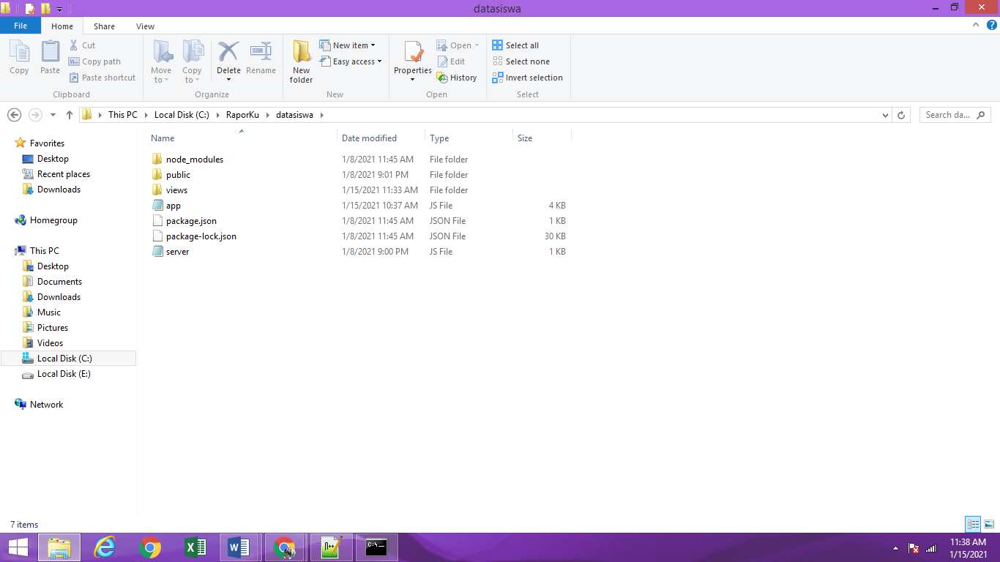 datasiswa
File Home Share View
Copy Paste Cut Copy path Paste shortcut
Clipboard
Move to Copy to Delete Rename
Organize
New folder New item Easy access
New
Properties Open Edit History
Open
Select all Select none Invert selection
Select
This PC Local Disk (C:) RaporKu datasiswa
Search da...
Favorites
Desktop
Recent places
Downloads
Homegroup
This PC
Desktop
Documents
Downloads
Music
Pictures
Videos
Local Disk (C:)
Local Disk (E:)
Network
Name Date modified Type Size
node_modules 1/8/2021 11:45 AM File folder
public 1/8/2021 9:01 PM File folder
views 1/15/2021 11:33 AM File folder
app 1/15/2021 10:37 AM JS File 4 KB
package.json 1/8/2021 11:45 AM JSON File 1 KB
package-lock.json 1/8/2021 11:45 AM JSON File 30 KB
server 1/8/2021 9:00 PM JS File 1 KB
7 items
11:38 AM
1/15/2021